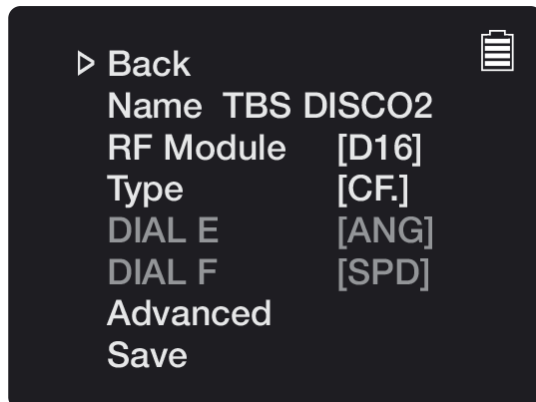 Back
Name TBS DISCO2
RF Module [D16]
Type [CF.]
DIAL E [ANG]
DIAL F [SPD]
Advanced
Save